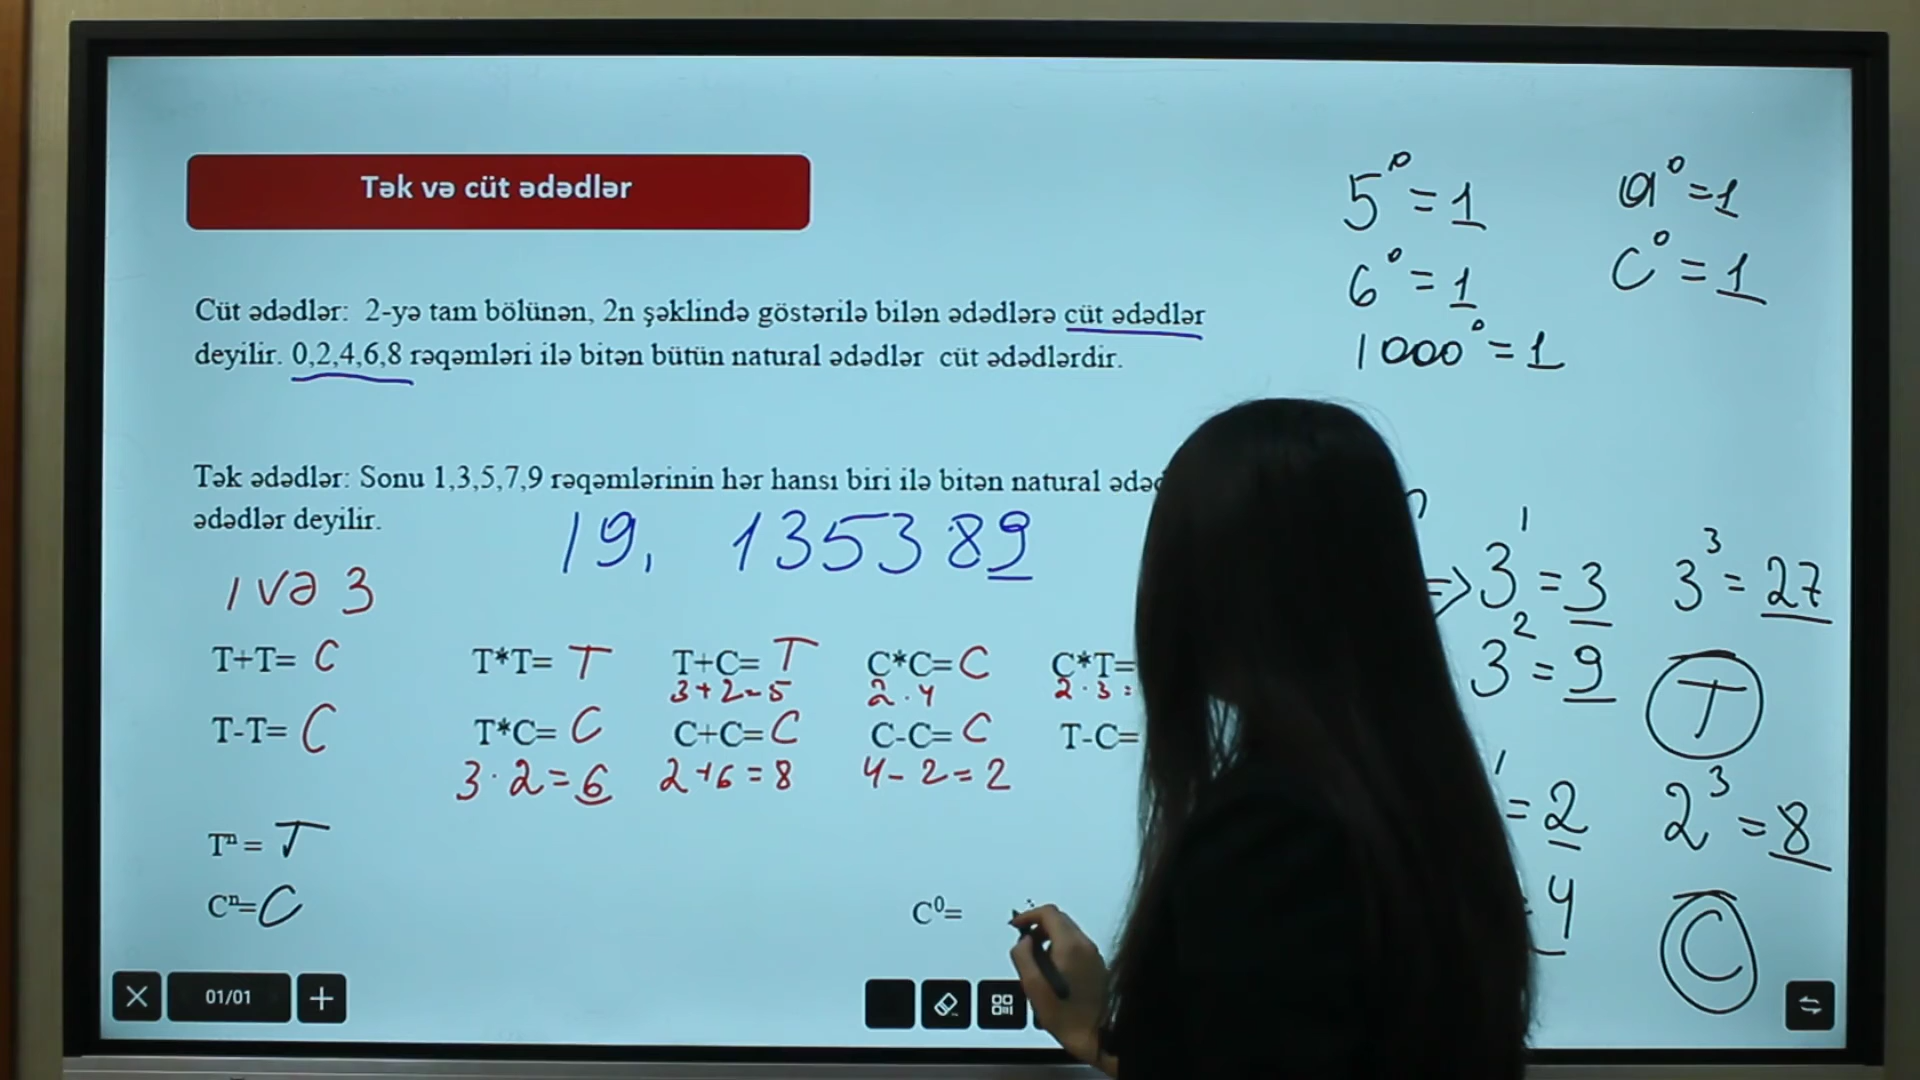 Tək və cüt ədədlər
Cüt ədədlər: 2-yə tam bölünən, 2n şəklində göstərilə bilən ədədlərə cüt ədədlər
deyilir. 0,2,4,6,8 rəqəmləri ilə bitən bütün natural ədədlər cüt ədədlərdir.
Tək ədədlər: Sonu 1,3,5,7,9 rəqəmlərinin hər hansı biri ilə bitən natural
ədədlər deyilir.
19, 135389
1 və 3
T+T= C T*T= T T+C= T C*C= C C*T=
3+2=5 2·4 2·3=
T-T= C T*C= C C+C= C C-C= C T-C=
3·2=6 2+6=8 4-2=2
Tⁿ= T
Cⁿ= C C⁰=
5⁰=1 a⁰=1
6⁰=1 C⁰=1
1000⁰=1
=>3¹=3 3³=27
3²=9 T
=2 2³=8
4 C
01/01